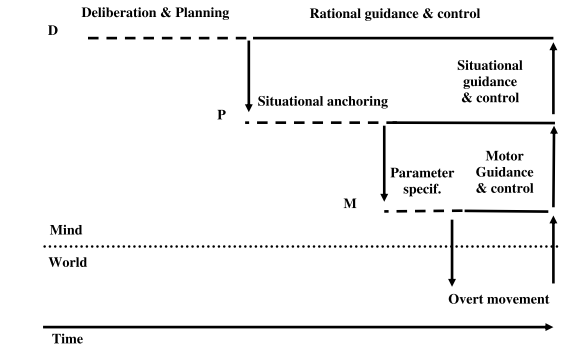 Deliberation & Planning
Rational guidance & control
D
Situational
guidance
& control
Situational anchoring
P
Parameter
specif.
Motor
Guidance
& control
M
Mind
World
Overt movement
Time